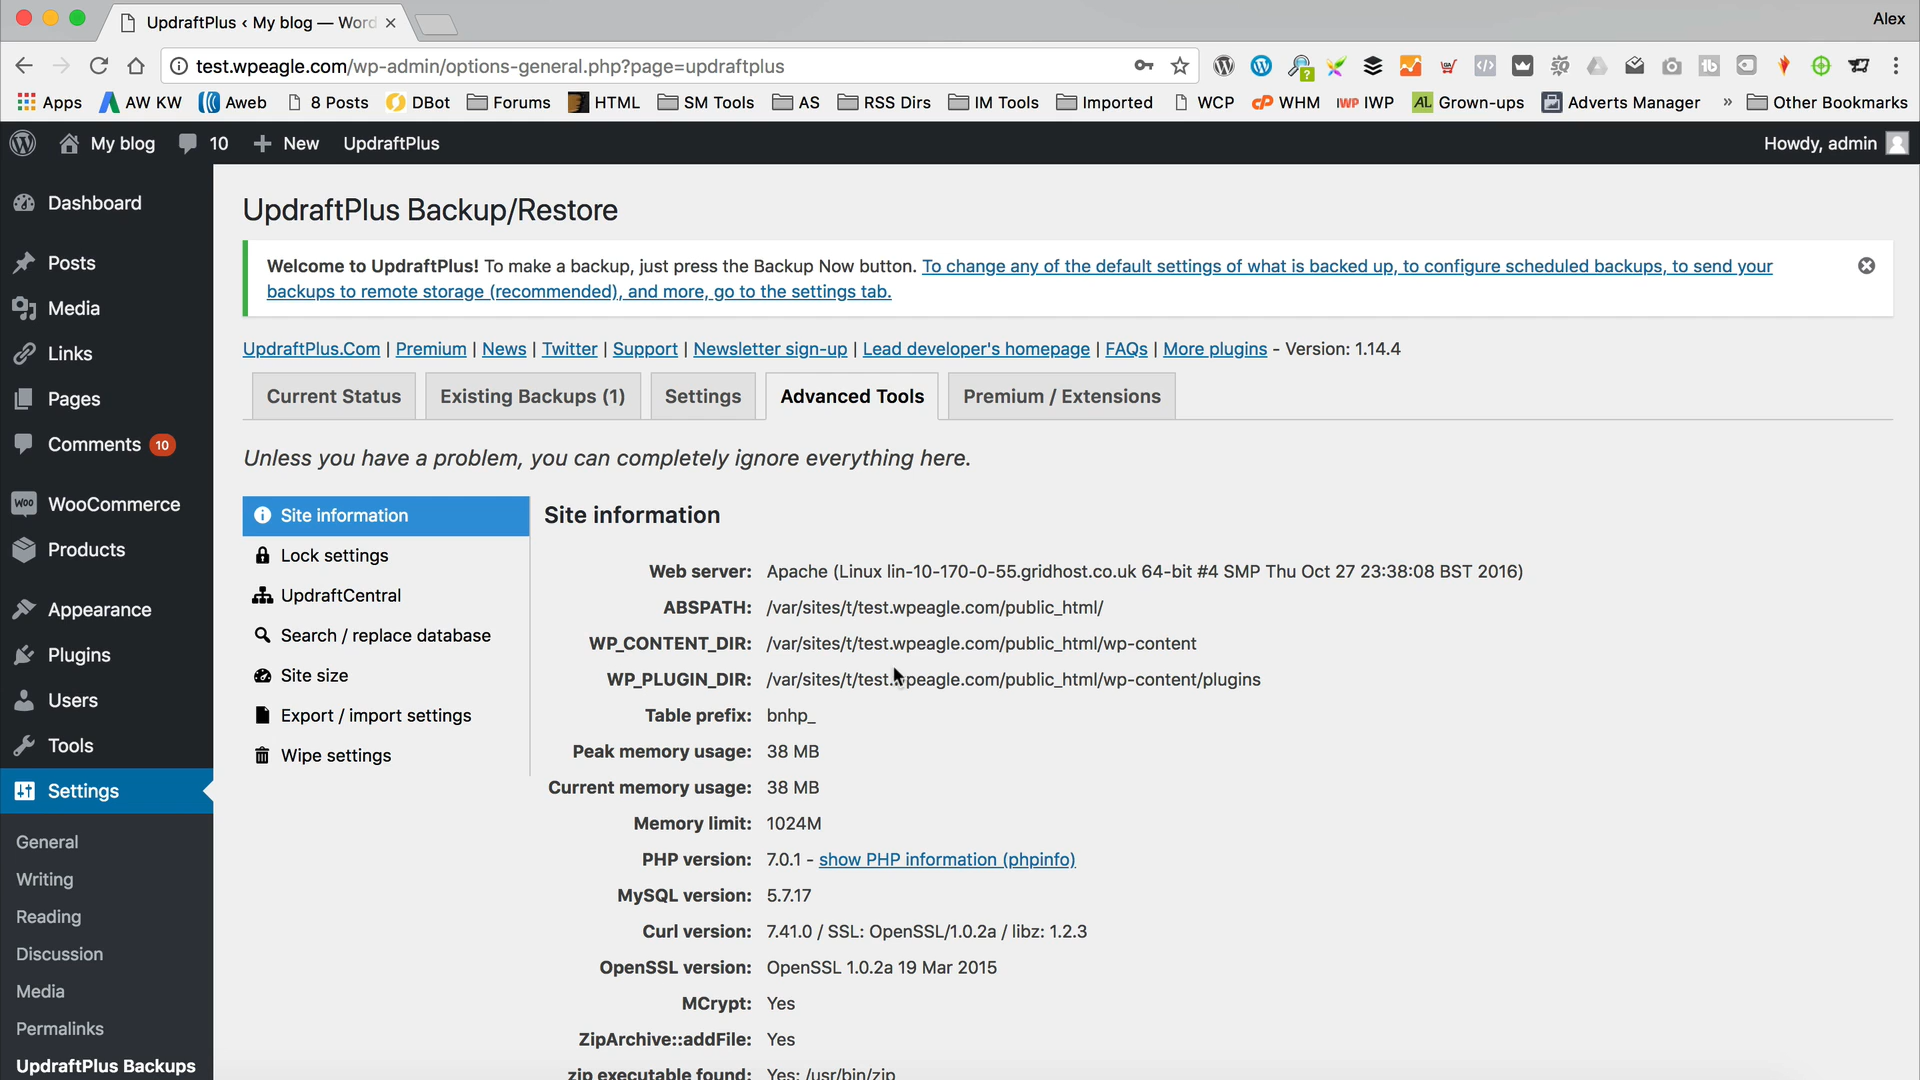 UpdraftPlus ‹ My blog — Word
Alex
test.wpeagle.com/wp-admin/options-general.php?page=updraftplus
Apps AW KW Aweb 8 Posts DBot Forums HTML SM Tools AS RSS Dirs IM Tools Imported WCP cP WHM IWP IWP AL Grown-ups Adverts Manager » Other Bookmarks
My blog 10 New UpdraftPlus Howdy, admin
Dashboard
Posts
Media
Links
Pages
Comments 10
WOO WooCommerce
Products
Appearance
Plugins
Users
Tools
Settings
General
Writing
Reading
Discussion
Media
Permalinks
UpdraftPlus Backups
UpdraftPlus Backup/Restore
Welcome to UpdraftPlus! To make a backup, just press the Backup Now button. To change any of the default settings of what is backed up, to configure scheduled backups, to send your
backups to remote storage (recommended), and more, go to the settings tab.
UpdraftPlus.Com | Premium | News | Twitter | Support | Newsletter sign-up | Lead developer's homepage | FAQs | More plugins - Version: 1.14.4
Current Status Existing Backups (1) Settings Advanced Tools Premium / Extensions
Unless you have a problem, you can completely ignore everything here.
Site information
Lock settings
UpdraftCentral
Search / replace database
Site size
Export / import settings
Wipe settings
Site information
Web server: Apache (Linux lin-10-170-0-55.gridhost.co.uk 64-bit #4 SMP Thu Oct 27 23:38:08 BST 2016)
ABSPATH: /var/sites/t/test.wpeagle.com/public_html/
WP_CONTENT_DIR: /var/sites/t/test.wpeagle.com/public_html/wp-content
WP_PLUGIN_DIR: /var/sites/t/test.wpeagle.com/public_html/wp-content/plugins
Table prefix: bnhp_
Peak memory usage: 38 MB
Current memory usage: 38 MB
Memory limit: 1024M
PHP version: 7.0.1 - show PHP information (phpinfo)
MySQL version: 5.7.17
Curl version: 7.41.0 / SSL: OpenSSL/1.0.2a / libz: 1.2.3
OpenSSL version: OpenSSL 1.0.2a 19 Mar 2015
MCrypt: Yes
ZipArchive::addFile: Yes
zip executable found: Yes: /usr/bin/zip